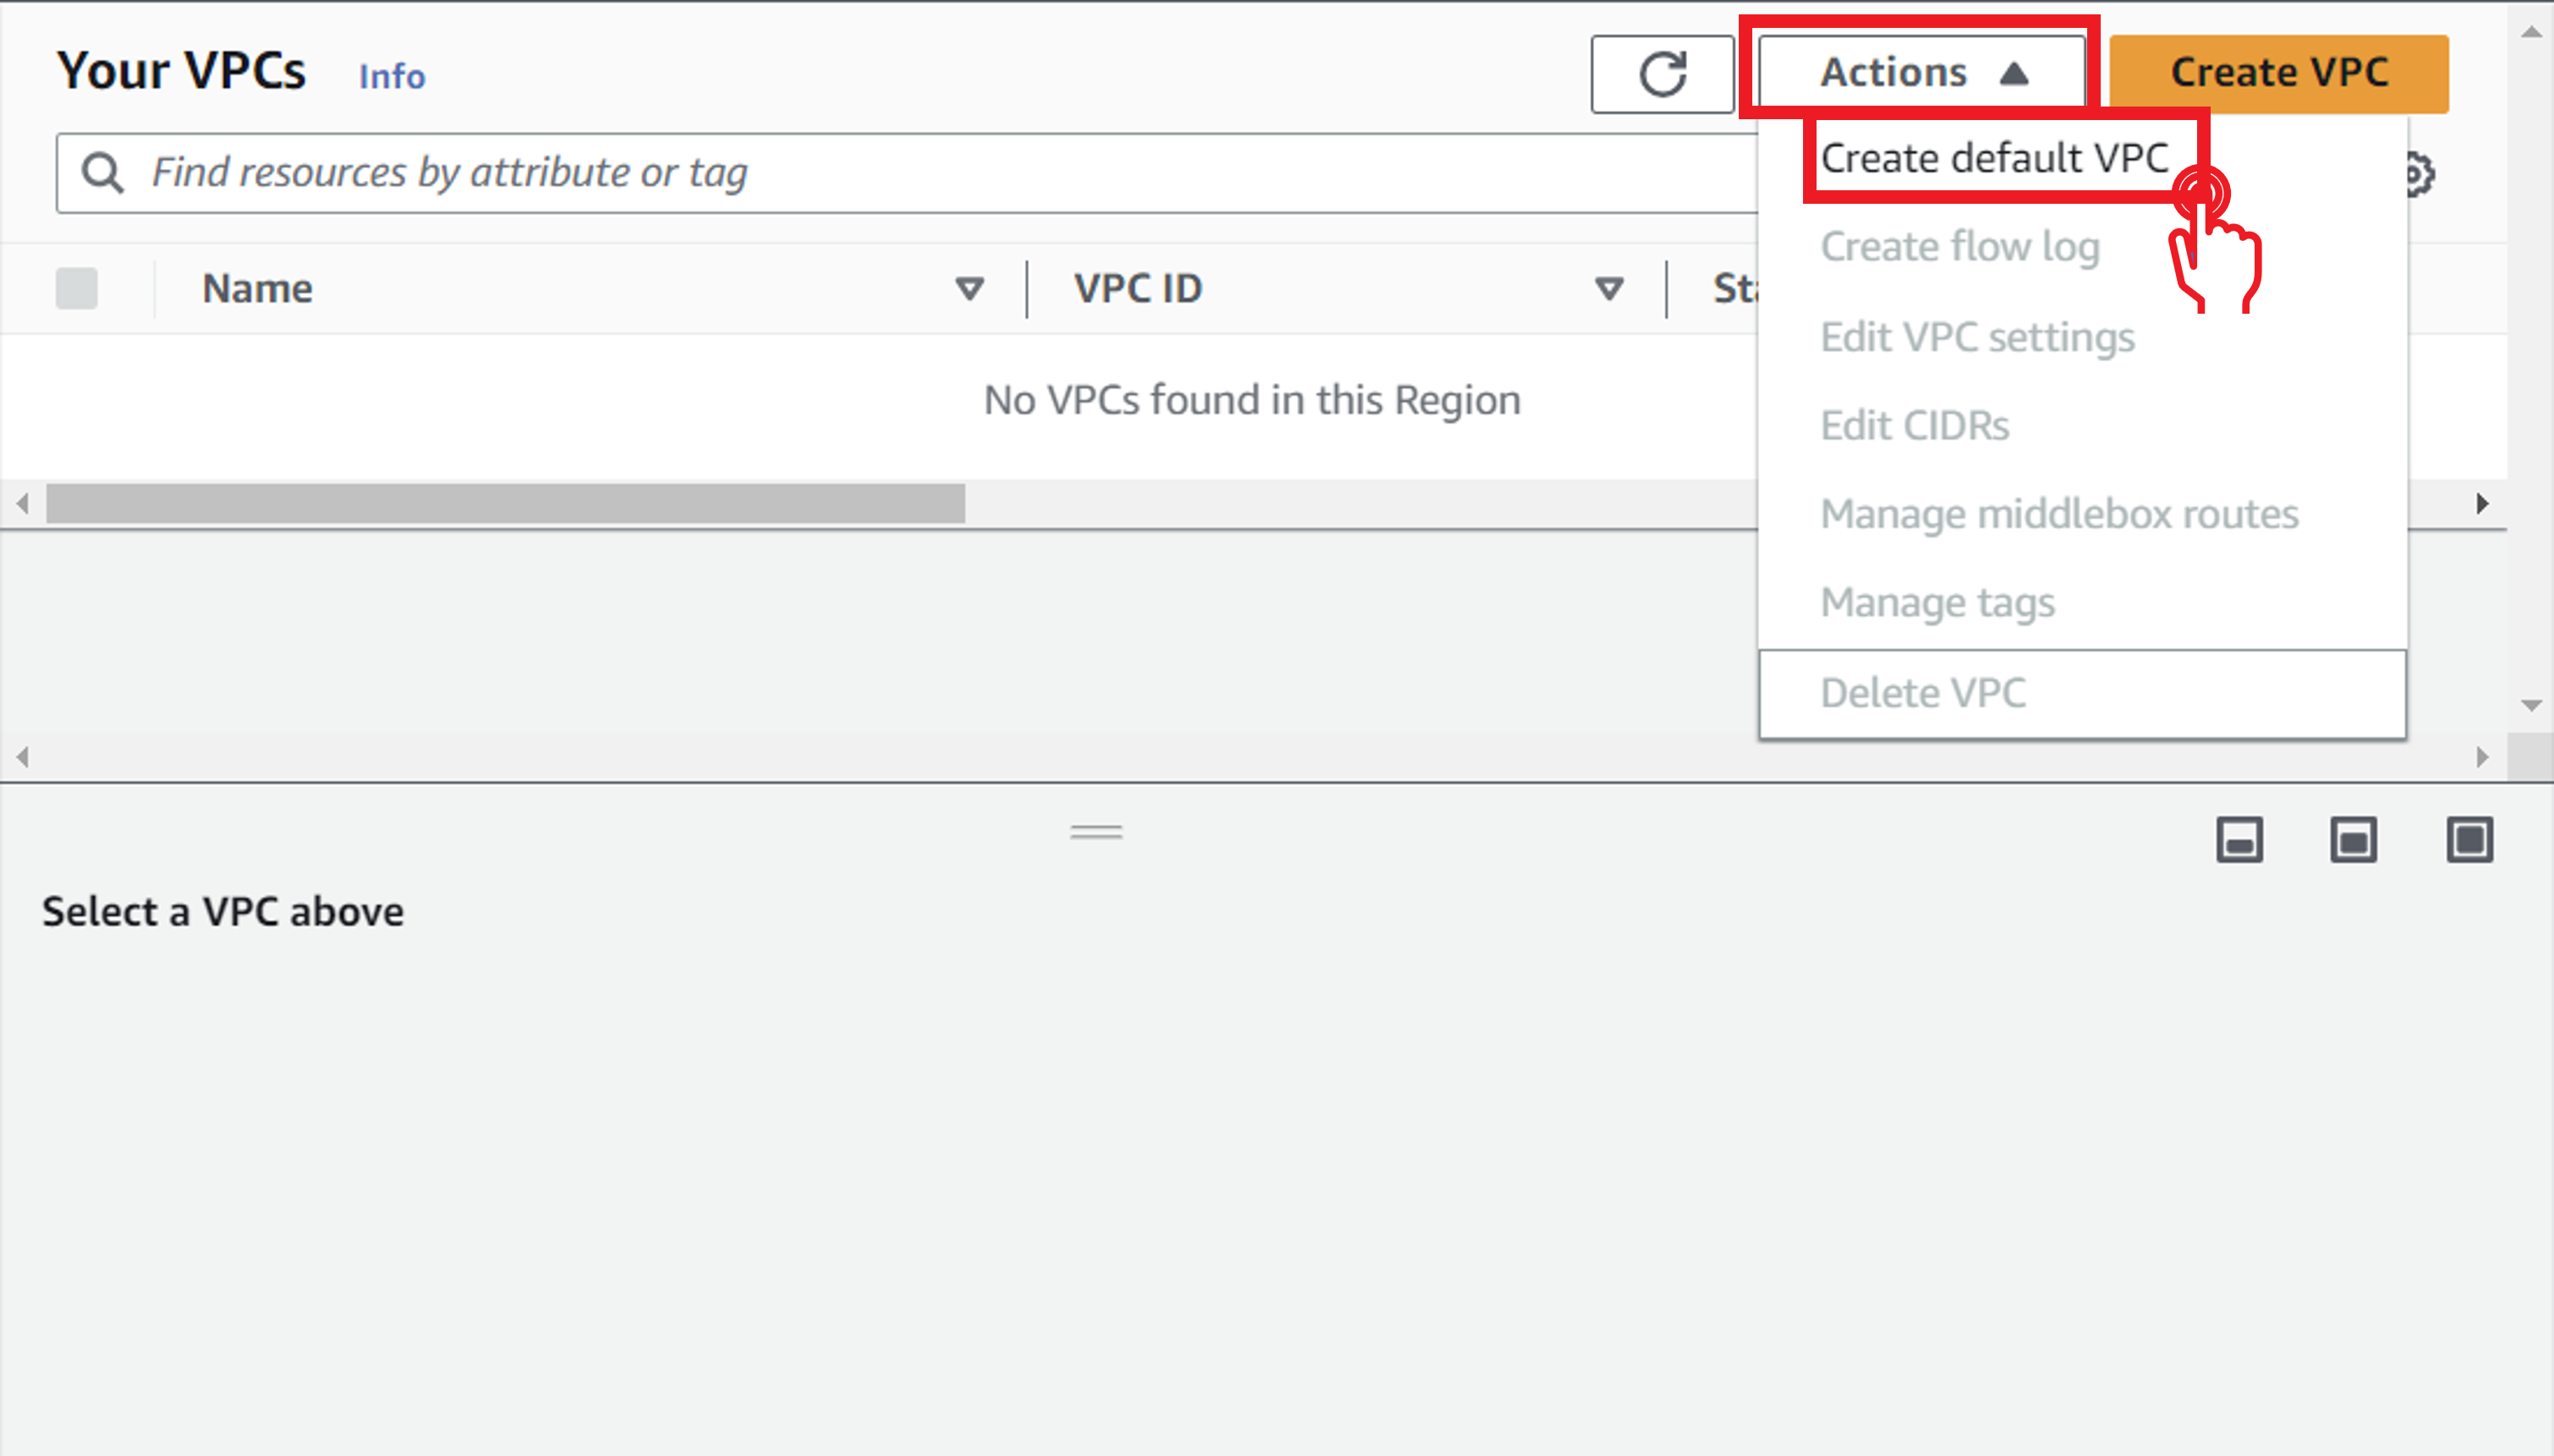 Your VPCs Info
Actions
Create VPC
Find resources by attribute or tag
Create default VPC
Create flow log
Edit VPC settings
Edit CIDRs
Manage middlebox routes
Manage tags
Delete VPC
Name
VPC ID
No VPCs found in this Region
Select a VPC above